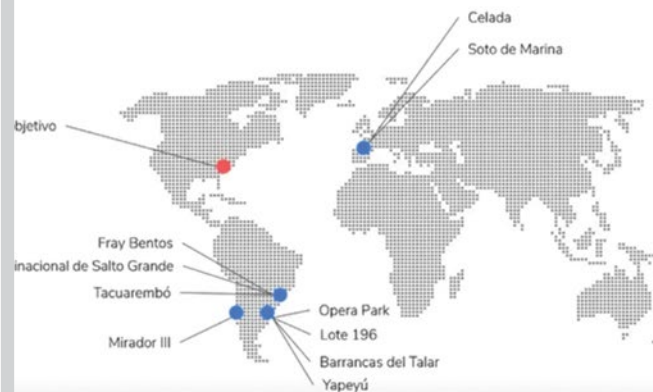 Celada
Soto de Marina
bjetivo
Fray Bentos
inacional de Salto Grande
Tacuarembó
Opera Park
Lote 196
Mirador III
Barrancas del Talar
Yapeyú